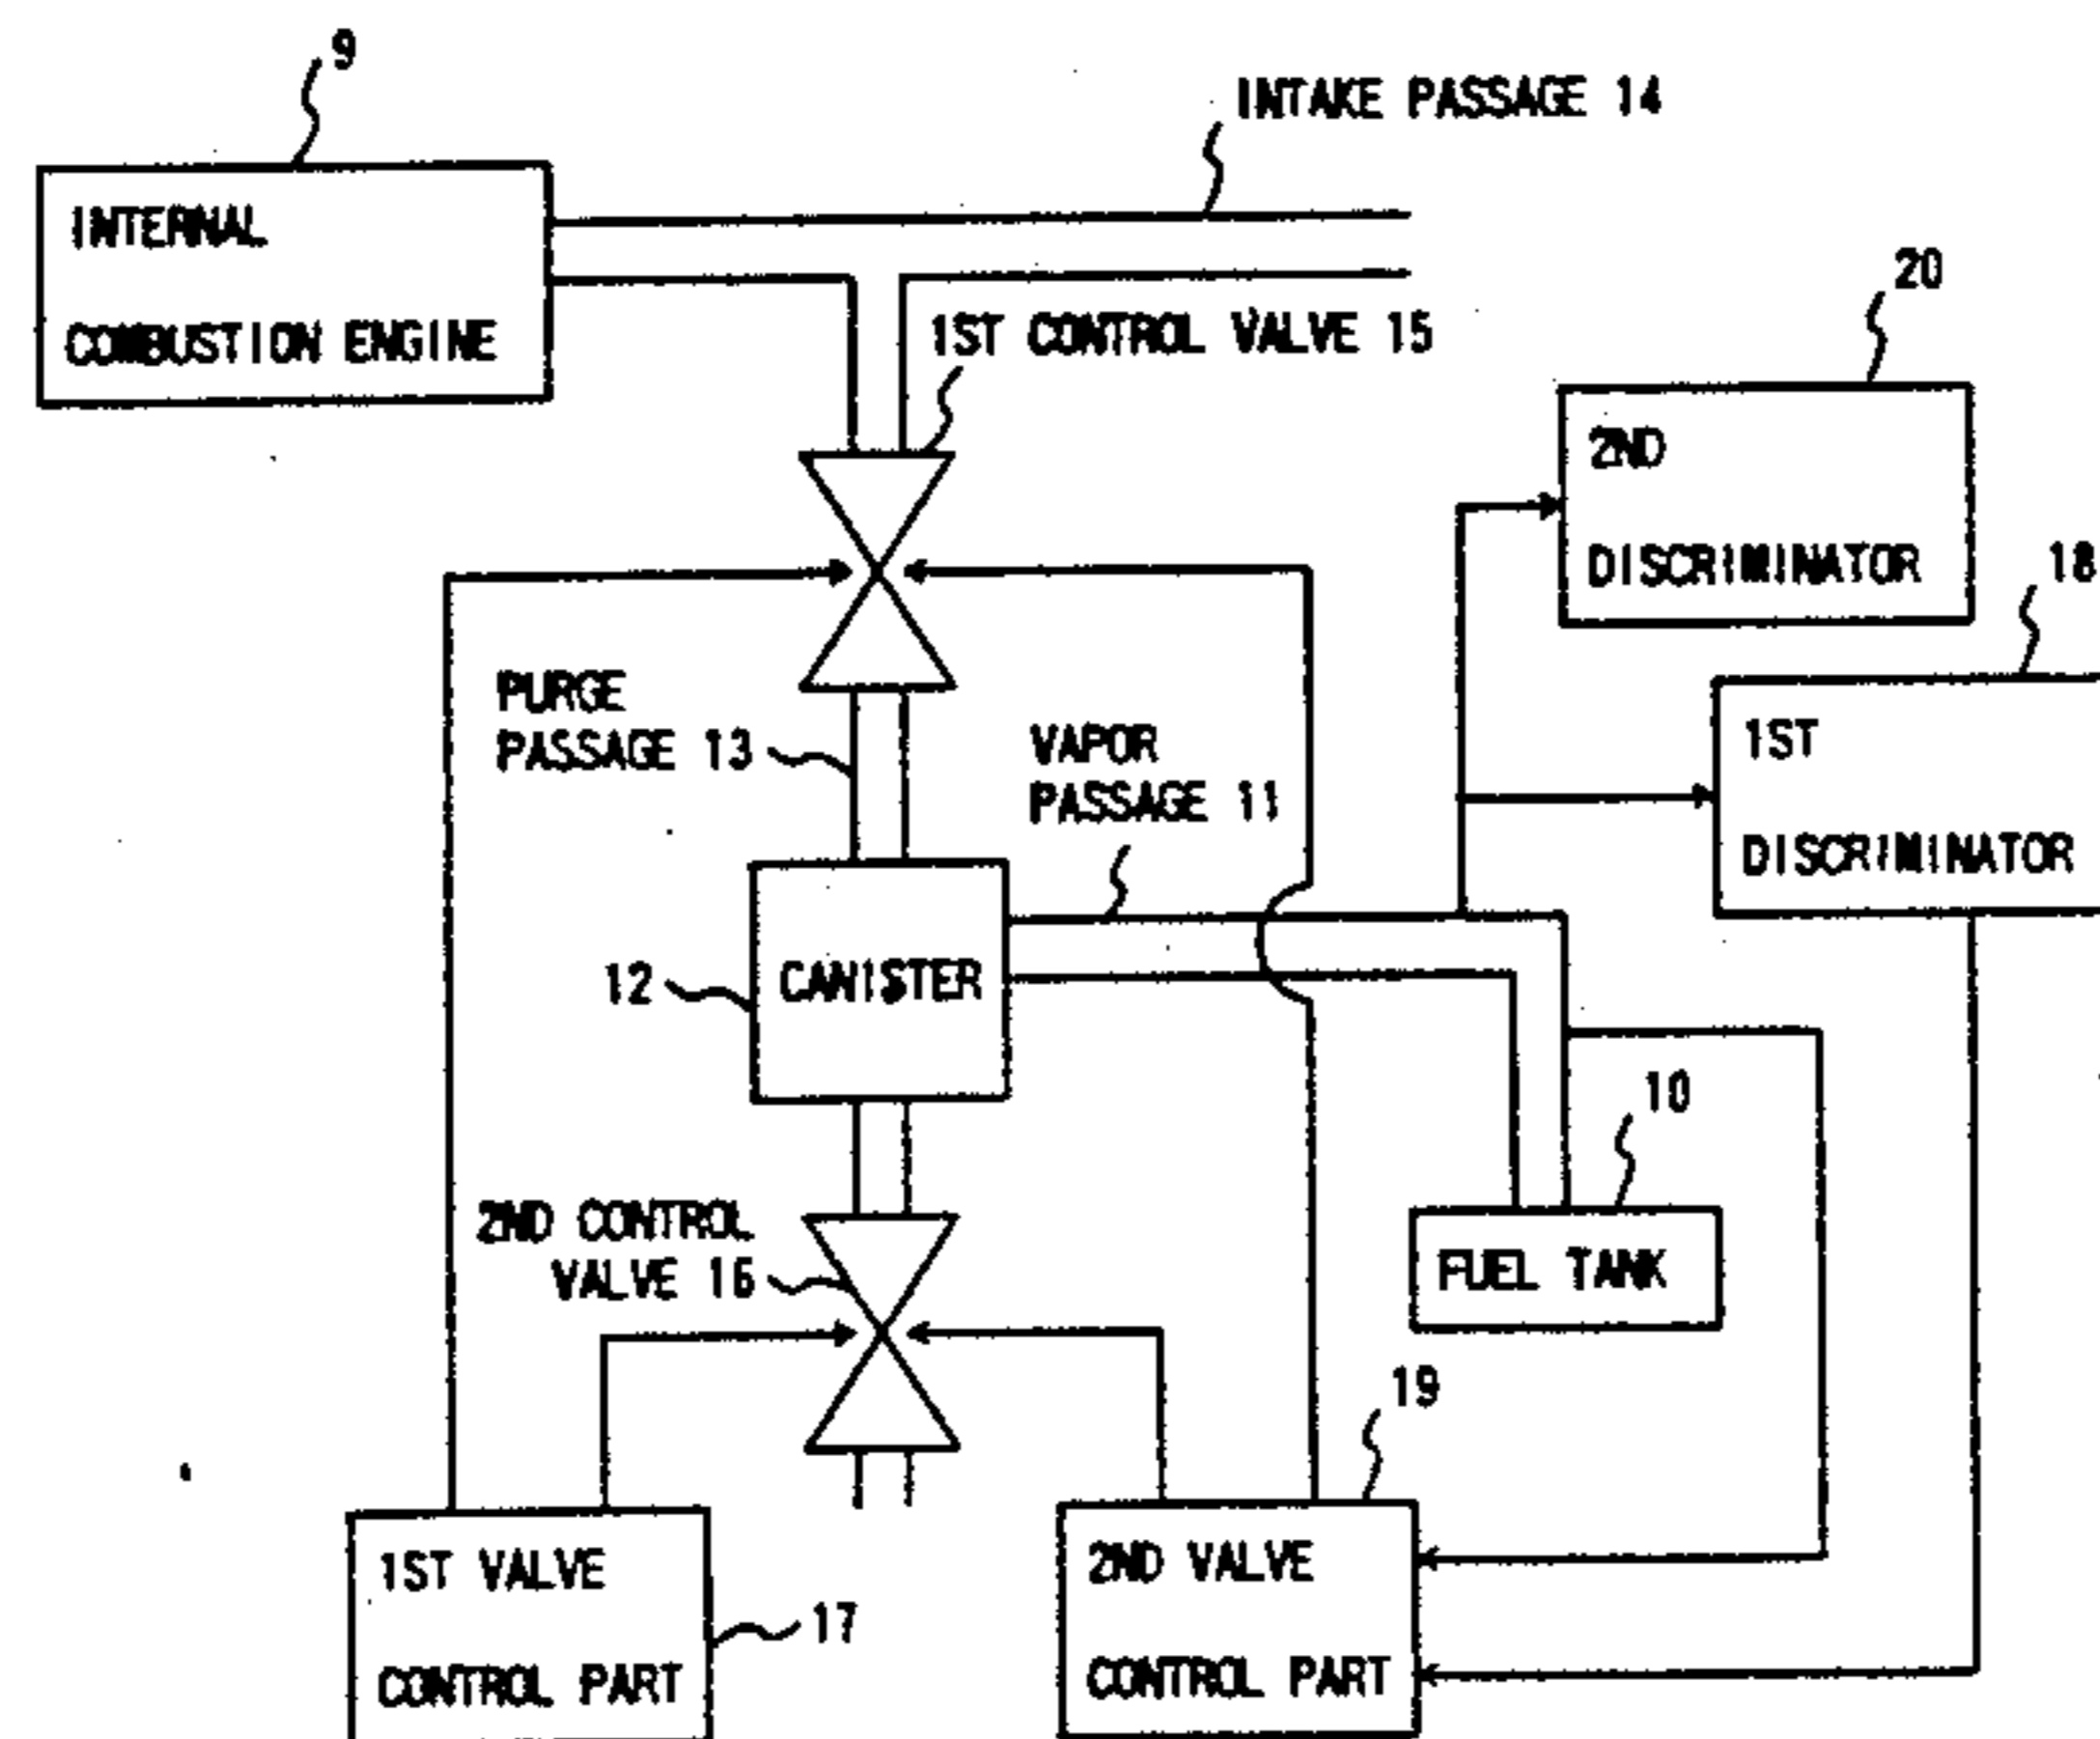 9
INTAKE PASSAGE 14
INTERNAL
COMBUSTION ENGINE
20
1ST CONTROL VALVE 15
2ND
DISCRIMINATOR
18
PURGE
PASSAGE 13
VAPOR
PASSAGE 11
1ST
DISCRIMINATOR
12
CANISTER
10
2ND CONTROL
VALVE 16
FUEL TANK
19
1ST VALVE
CONTROL PART
17
2ND VALVE
CONTROL PART